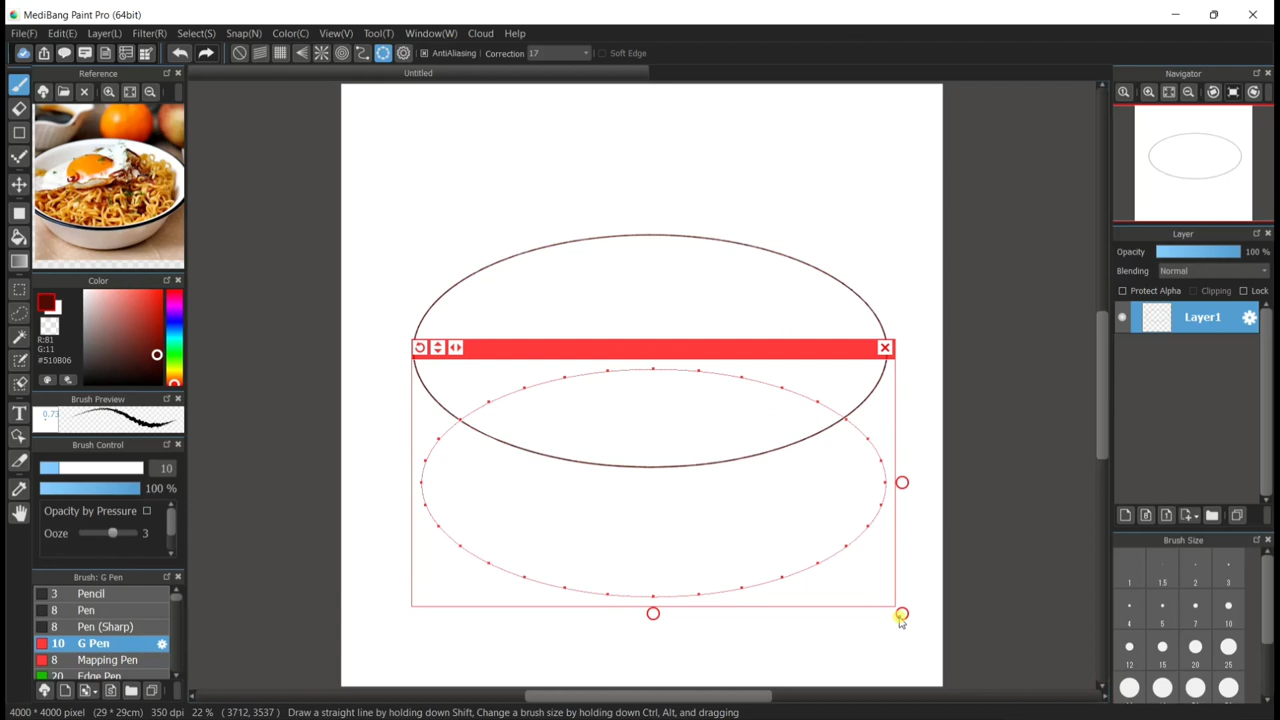 MediBang Paint Pro (64bit)
File(F) Edit(E) Layer(L) Filter(R) Select(S) Snap(N) Color(C) View(V) Tool(T) Window(W) Cloud Help
AntiAliasing Correction 17 Soft Edge
Reference
Untitled
Navigator
Layer
Opacity 100 %
Blending Normal
Protect Alpha Clipping Lock
Layer1
Color
R:81
G:11
#510B06
Brush Preview
0.73
Brush Control
10
100 %
Opacity by Pressure
Ooze 3
Brush: G Pen
3 Pencil
8 Pen
8 Pen (Sharp)
10 G Pen
8 Mapping Pen
20 Edge Pen
Brush Size
1 1.5 2 3
4 5 7 10
12 15 20 25
4000 * 4000 pixel (29 * 29cm) 350 dpi 22 % ( 3712, 3537 ) Draw a straight line by holding down Shift, Change a brush size by holding down Ctrl, Alt, and dragging